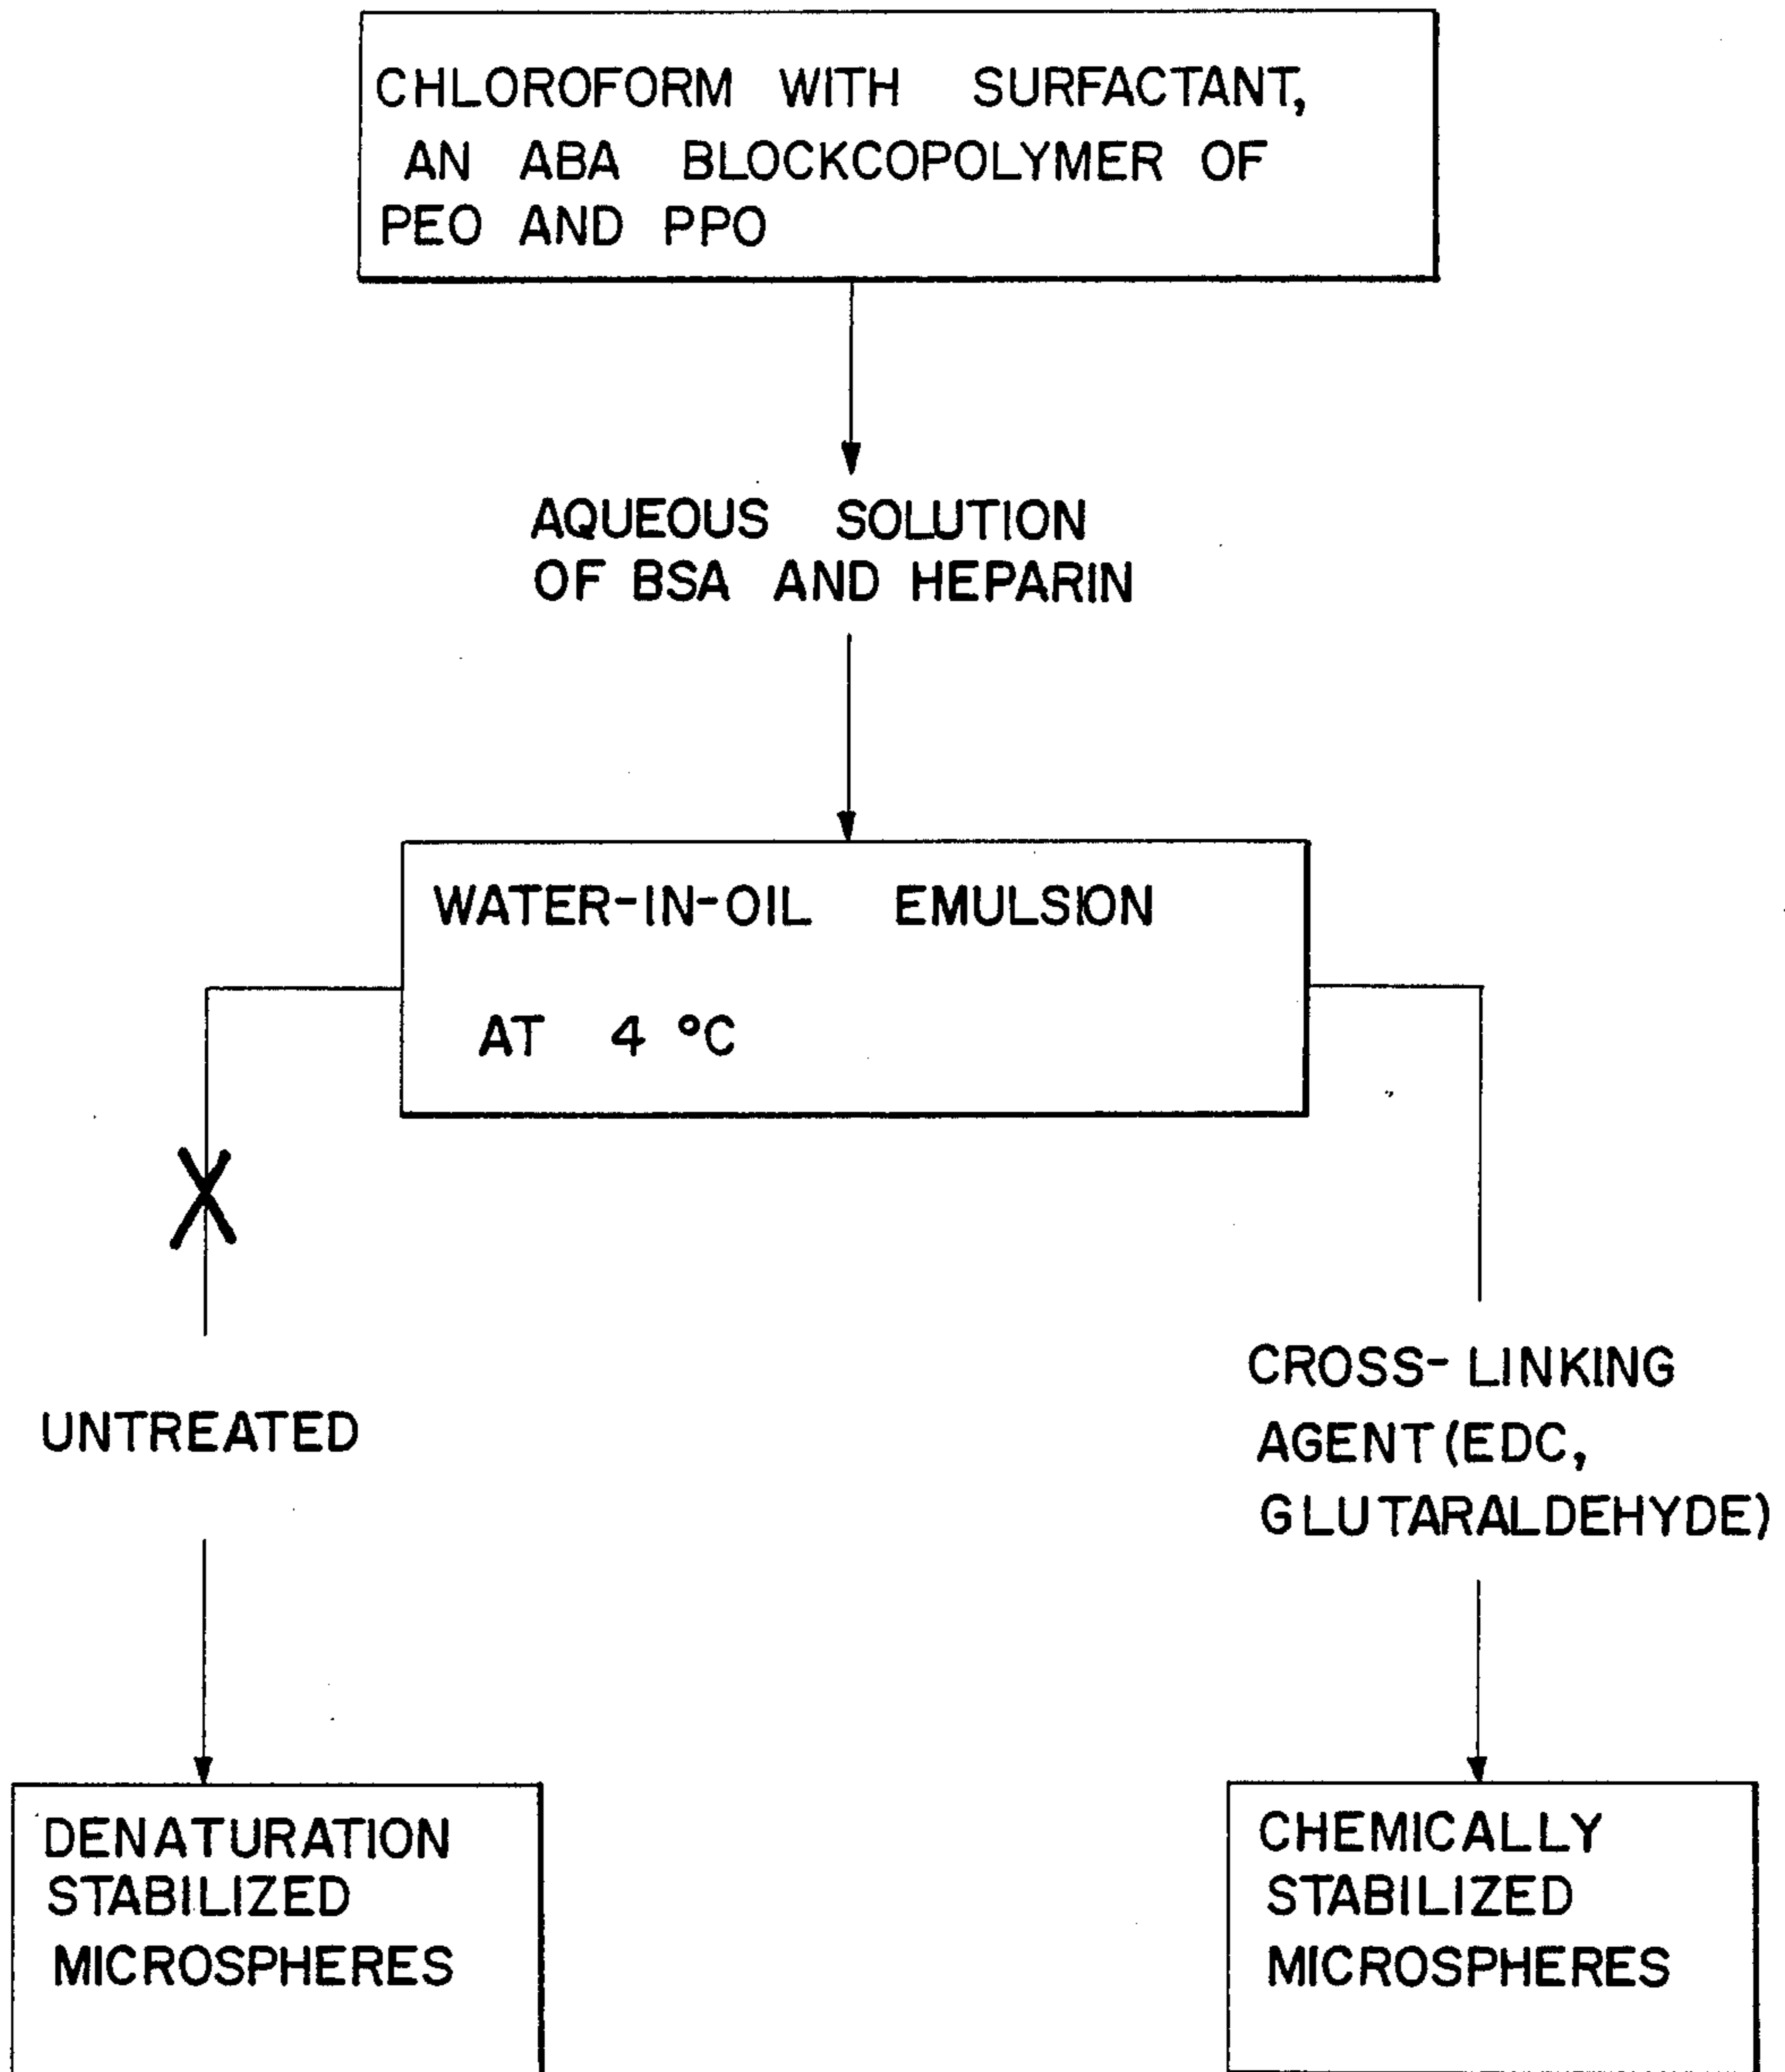 CHLOROFORM WITH SURFACTANT,
AN ABA BLOCKCOPOLYMER OF
PEO AND PPO
AQUEOUS SOLUTION
OF BSA AND HEPARIN
WATER-IN-OIL EMULSION
AT 4 °C
UNTREATED
CROSS-LINKING
AGENT(EDC,
GLUTARALDEHYDE)
DENATURATION
STABILIZED
MICROSPHERES
CHEMICALLY
STABILIZED
MICROSPHERES